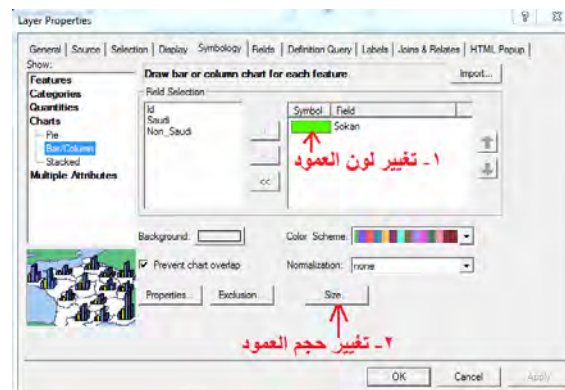 Layer Properties
General | Source | Selection | Display | Symbology | Fields | Definition Query | Labels | Joins & Relates | HTML Popup
Show:
Features
Categories
Quantities
Charts
Pie
Bar/Column
Stacked
Multiple Attributes
Draw bar or column chart for each feature
Import...
Field Selection
Id
Saudi
Non_Saudi
<<
Symbol Field
Sokan
١- تغيير لون العمود
Background:
Color Scheme:
Prevent chart overlap
Normalization: none
Properties...
Exclusion...
Size...
٢- تغيير حجم العمود
OK
Cancel
Apply